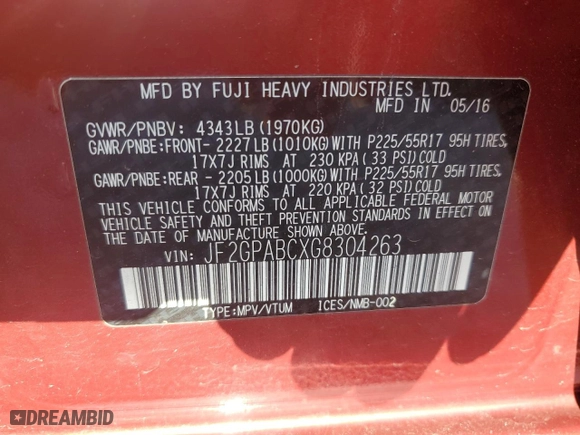 MFD BY FUJI HEAVY INDUSTRIES LTD.
MFD IN 05/16
GVWR/PNBV: 4343LB(1970KG)
GAWR/PNBE:FRONT- 2227LB(1010KG)WITH P225/55R17 95H TIRES,
17X7J RIMS AT 230 KPA(33 PSI)COLD
GAWR/PNBE:REAR - 2205LB(1000KG)WITH P225/55R17 95H TIRES,
17X7J RIMS AT 220 KPA(32 PSI)COLD
THIS VEHICLE CONFORMS TO ALL APPLICABLE FEDERAL MOTOR
VEHICLE SAFETY AND THEFT PREVENTION STANDARDS IN EFFECT ON
THE DATE OF MANUFACTURE SHOWN ABOVE.
VIN: JF2GPABCXG8304263
TYPE:MPV/VTUM ICES/NMB-002
DREAMBID